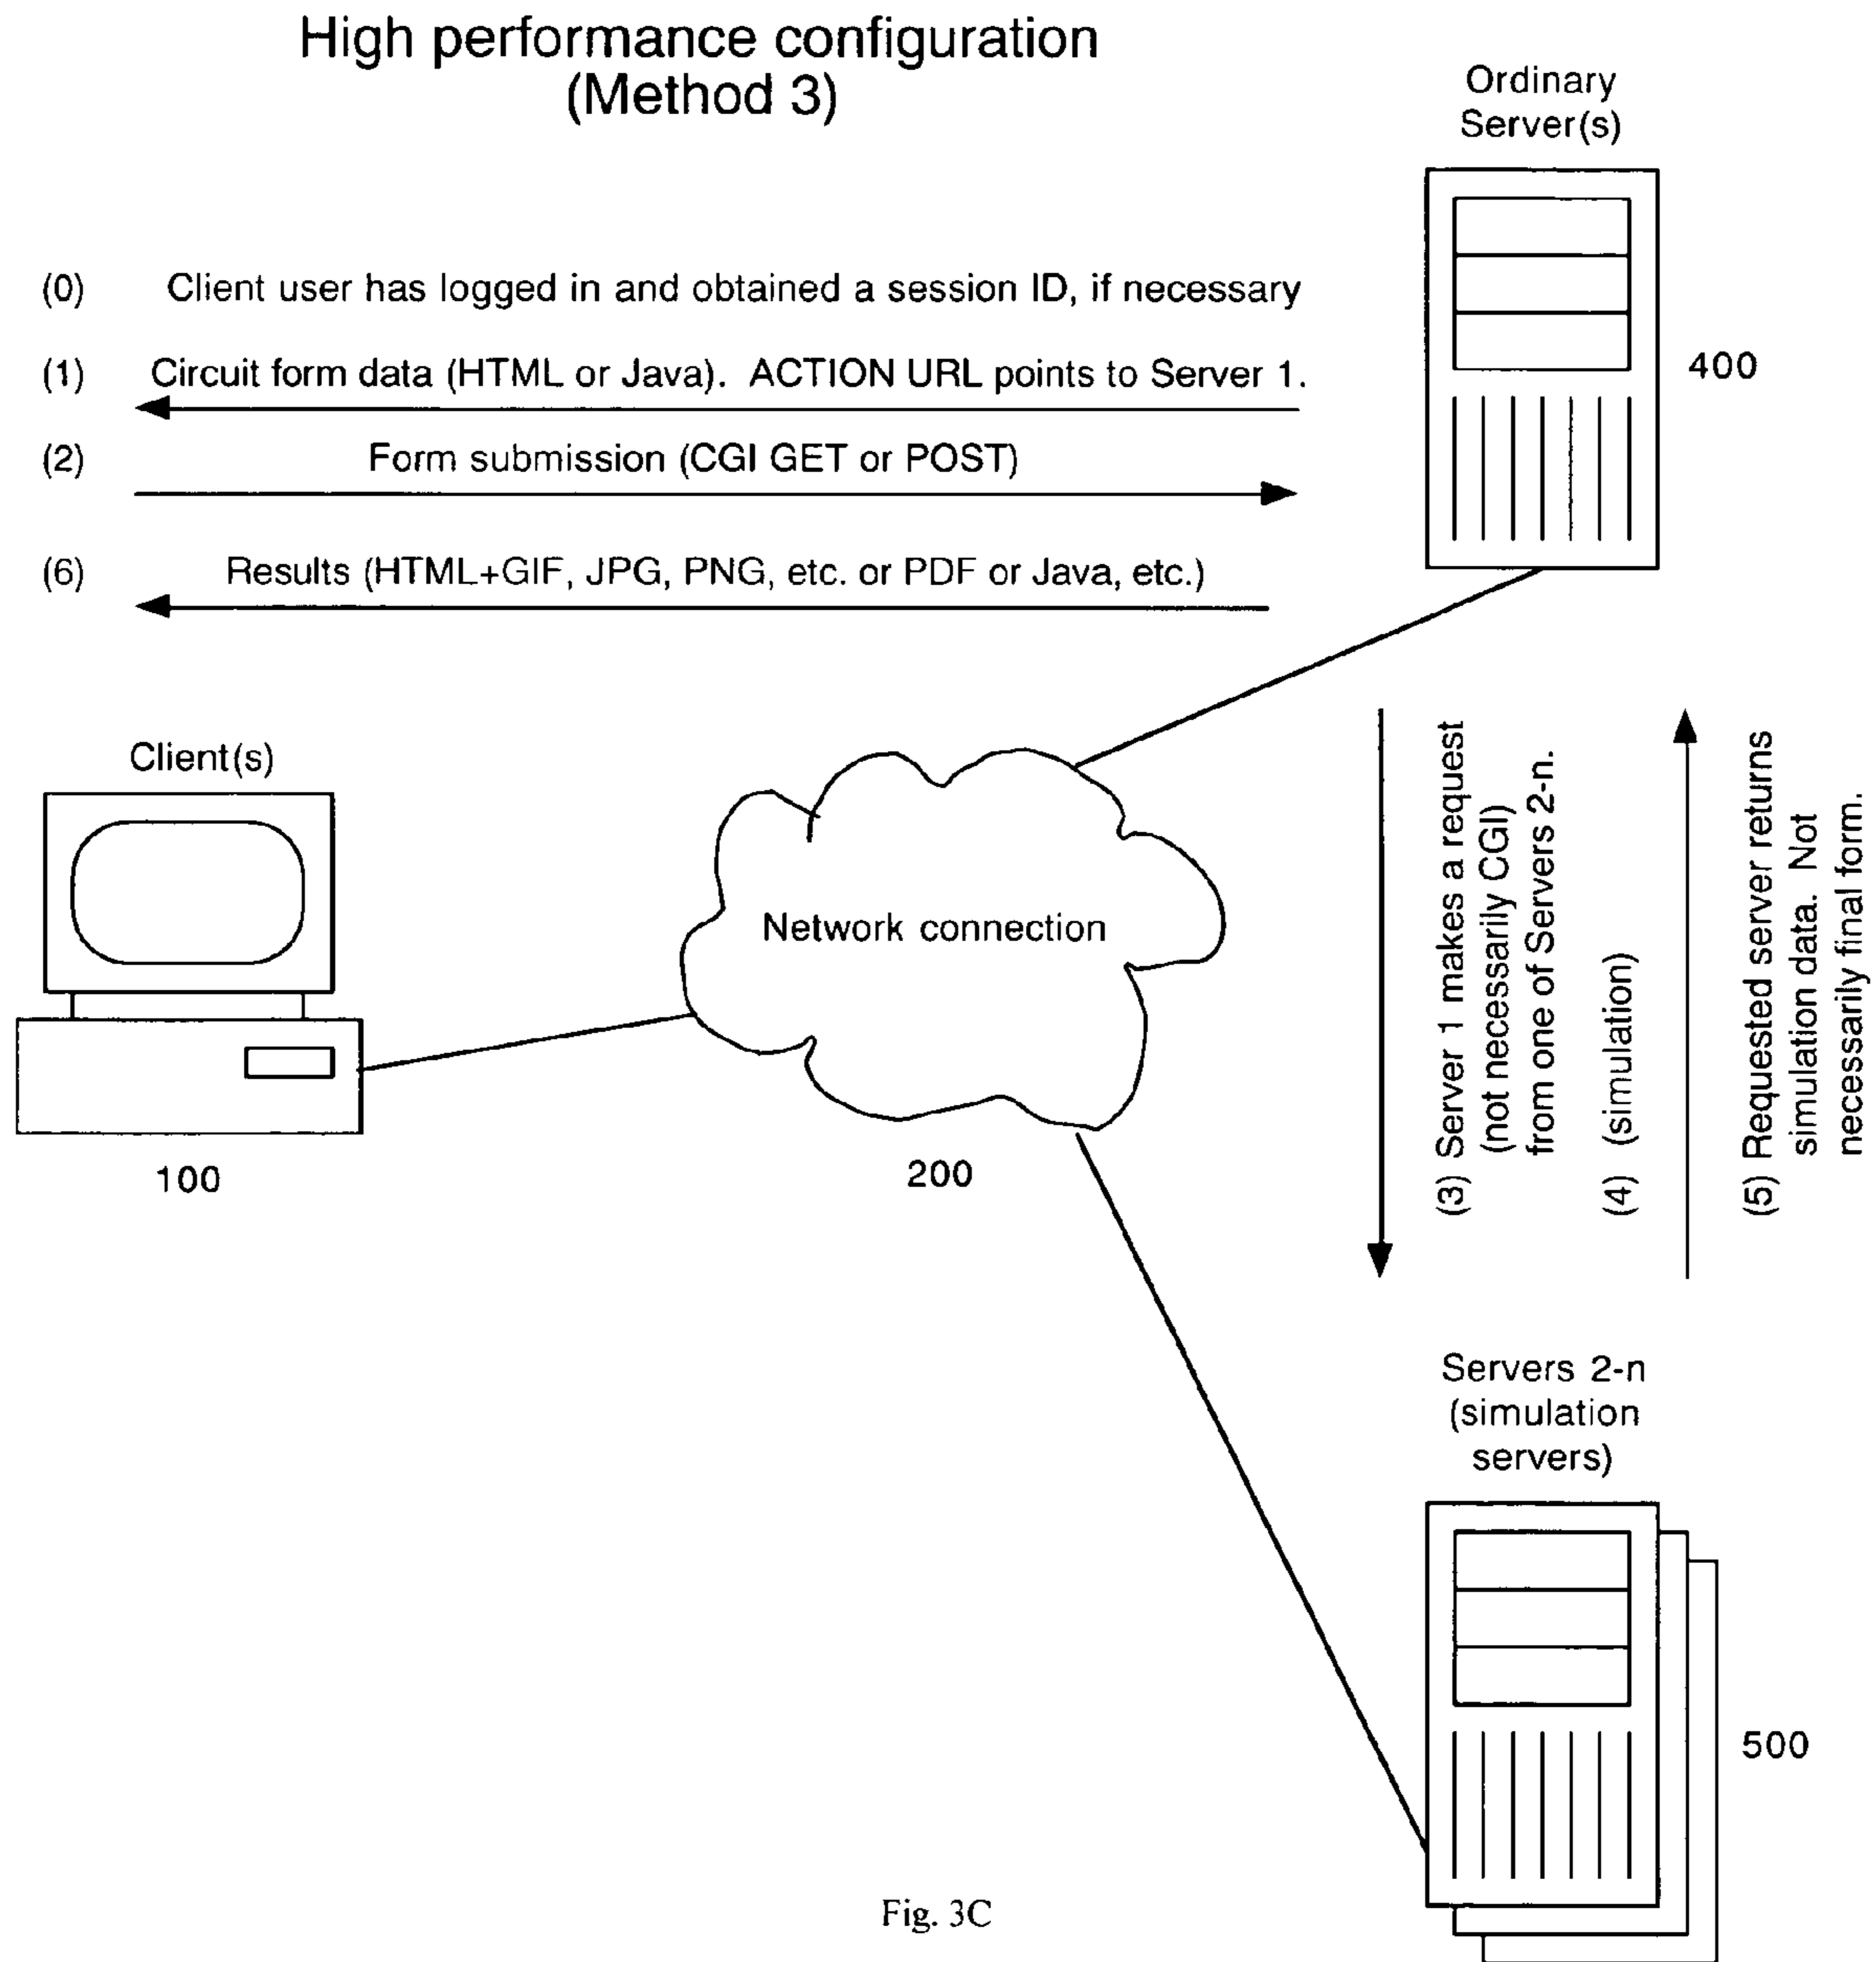 High performance configuration
(Method 3)
Ordinary
Server(s)
400
(0) Client user has logged in and obtained a session ID, if necessary
(1) Circuit form data (HTML or Java). ACTION URL points to Server 1.
(2) Form submission (CGI GET or POST)
(6) Results (HTML+GIF, JPG, PNG, etc. or PDF or Java, etc.)
Client(s)
100
Network connection
200
(3) Server 1 makes a request
(not necessarily CGI)
from one of Servers 2-n.
(4) (simulation)
(5) Requested server returns
simulation data. Not
necessarily final form.
Servers 2-n
(simulation
servers)
500
Fig. 3C